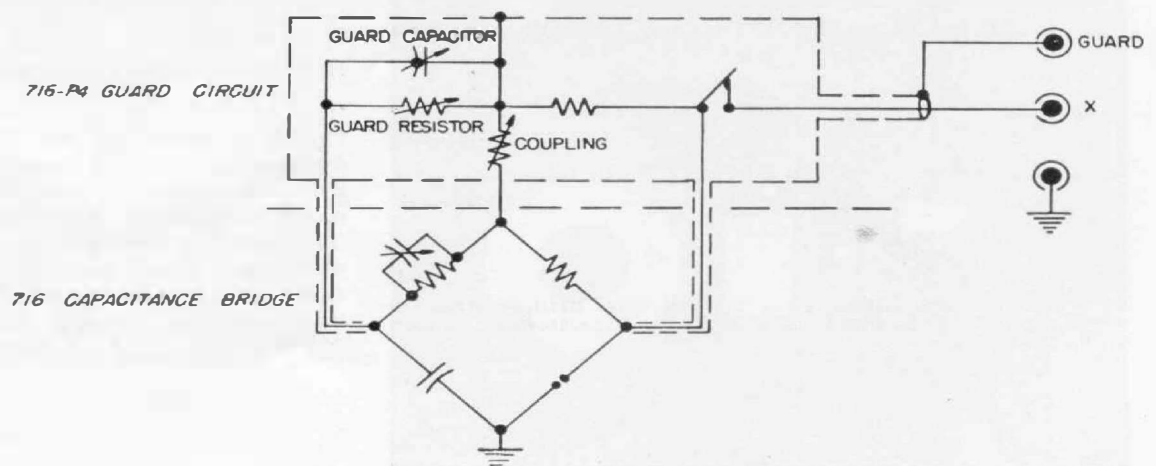 GUARD CAPACITOR
GUARD
716-P4 GUARD CIRCUIT
X
GUARD RESISTOR
COUPLING
716 CAPACITANCE BRIDGE